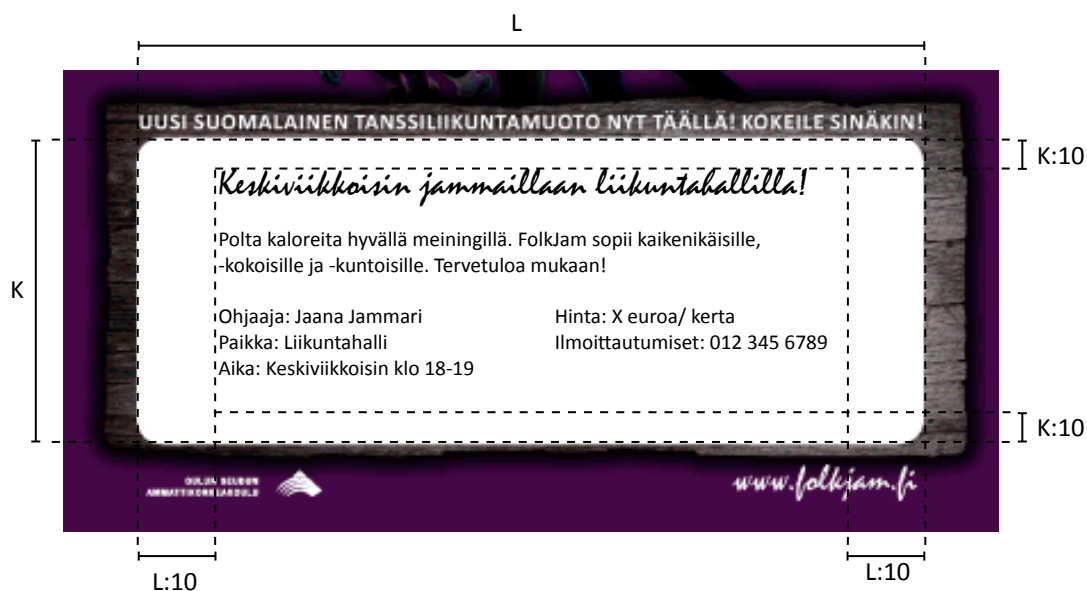 L
UUSI SUOMALAINEN TANSSILIIKUNTAMUOTO NYT TÄÄLLÄ! KOKEILE SINÄKIN!
K:10
Keskiviikkoisin jammaillaan liikuntahallilla!
Polta kaloreita hyvällä meiningillä. FolkJam sopii kaikenikäisille,
-kokoisille ja -kuntoisille. Tervetuloa mukaan!
K
Ohjaaja: Jaana Jammari
Paikka: Liikuntahalli
Aika: Keskiviikkoisin klo 18-19
Hinta: X euroa/ kerta
Ilmoittautumiset: 012 345 6789
K:10
OULUN SEUDUN
AMMATTIKORKEAKOULU
www.folkjam.fi
L:10
L:10